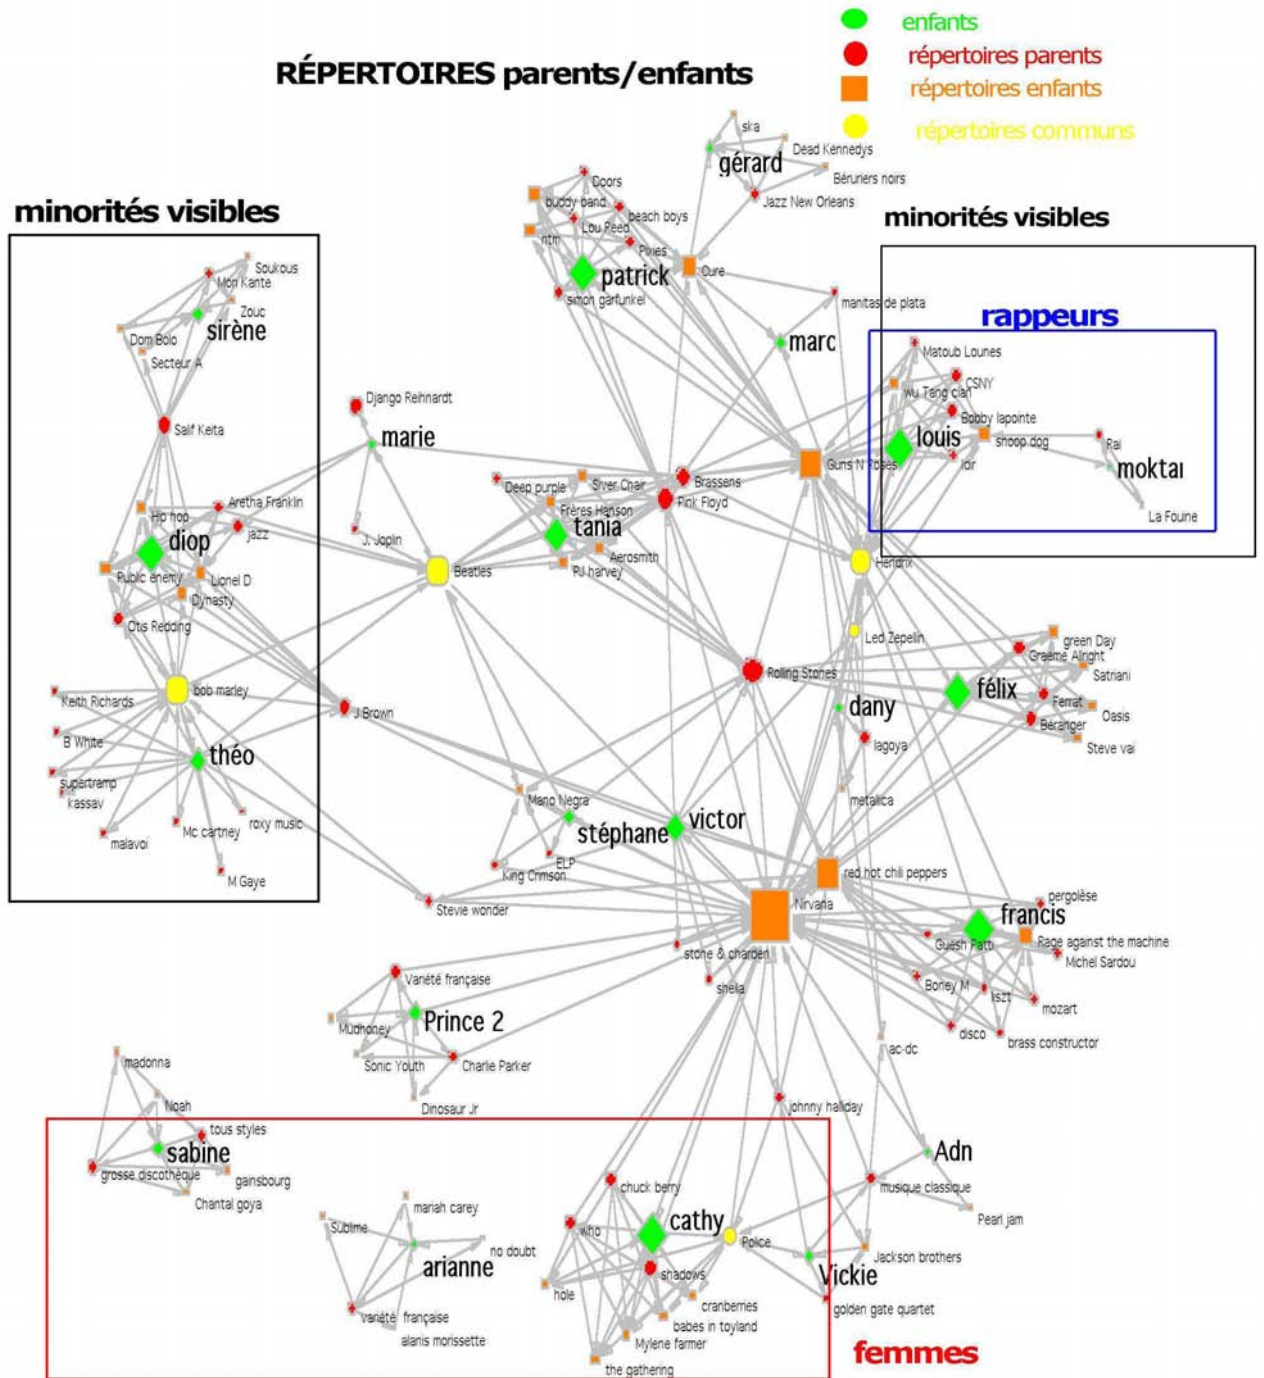 enfants
répertoires parents
répertoires enfants
répertoires communs
RÉPERTOIRES parents/enfants
ska
Dead Kennedys
gérard
Béruriers noirs
Jazz New Orleans
Doors
buddy band
beach boys
Lou Reed
ntm
Pixies
patrick
Cure
simon garfunkel
manitas de plata
marc
minorités visibles
Soukous
Mori Kante
Zouc
sirène
Dom Bolo
Secteur A
Salif Keita
minorités visibles
rappeurs
Matoub Lounes
CSNY
wu Tang clan
Bobby lapointe
louis
snoop dog
Idir
Rai
moktai
La Fouine
Django Reihnardt
marie
J. Joplin
Guns N Roses
Brassens
Pink Floyd
Deep purple
Silver Chair
Frères Hanson
tania
Aerosmith
PJ harvey
Beatles
Hendrix
Aretha Franklin
Hip hop
jazz
diop
Public enemy
Lionel D
Dynasty
Otis Redding
bob marley
Keith Richards
J Brown
B White
théo
supertramp
kassav
roxy music
Mc cartney
malavoi
M Gaye
Led Zepelin
Rolling Stones
green Day
Graeme Allright
Satriani
félix
Ferrat
Oasis
Béranger
Steve vai
dany
lagoya
metalica
Mano Negra
stéphane
victor
ELP
King Crimson
Stevie wonder
red hot chili peppers
Nirvana
pergolèse
francis
Guesh Patti
Rage against the machine
Michel Sardou
Boney M
liszt
mozart
disco
brass constructor
stone & charden
sheila
Variété française
Mudhoney
Prince 2
Sonic Youth
Charlie Parker
Dinosaur Jr
ac-dc
johnny haliday
madonna
Noah
tous styles
sabine
grosse discothèque
gainsbourg
Chantal goya
mariah carey
Sublime
no doubt
arianne
variété française
alanis morissette
chuck berry
who
cathy
Police
shadows
hole
cranberries
babes in toyland
Mylene farmer
the gathering
Adn
musique classique
Pearl jam
Jackson brothers
Vickie
golden gate quartet
femmes